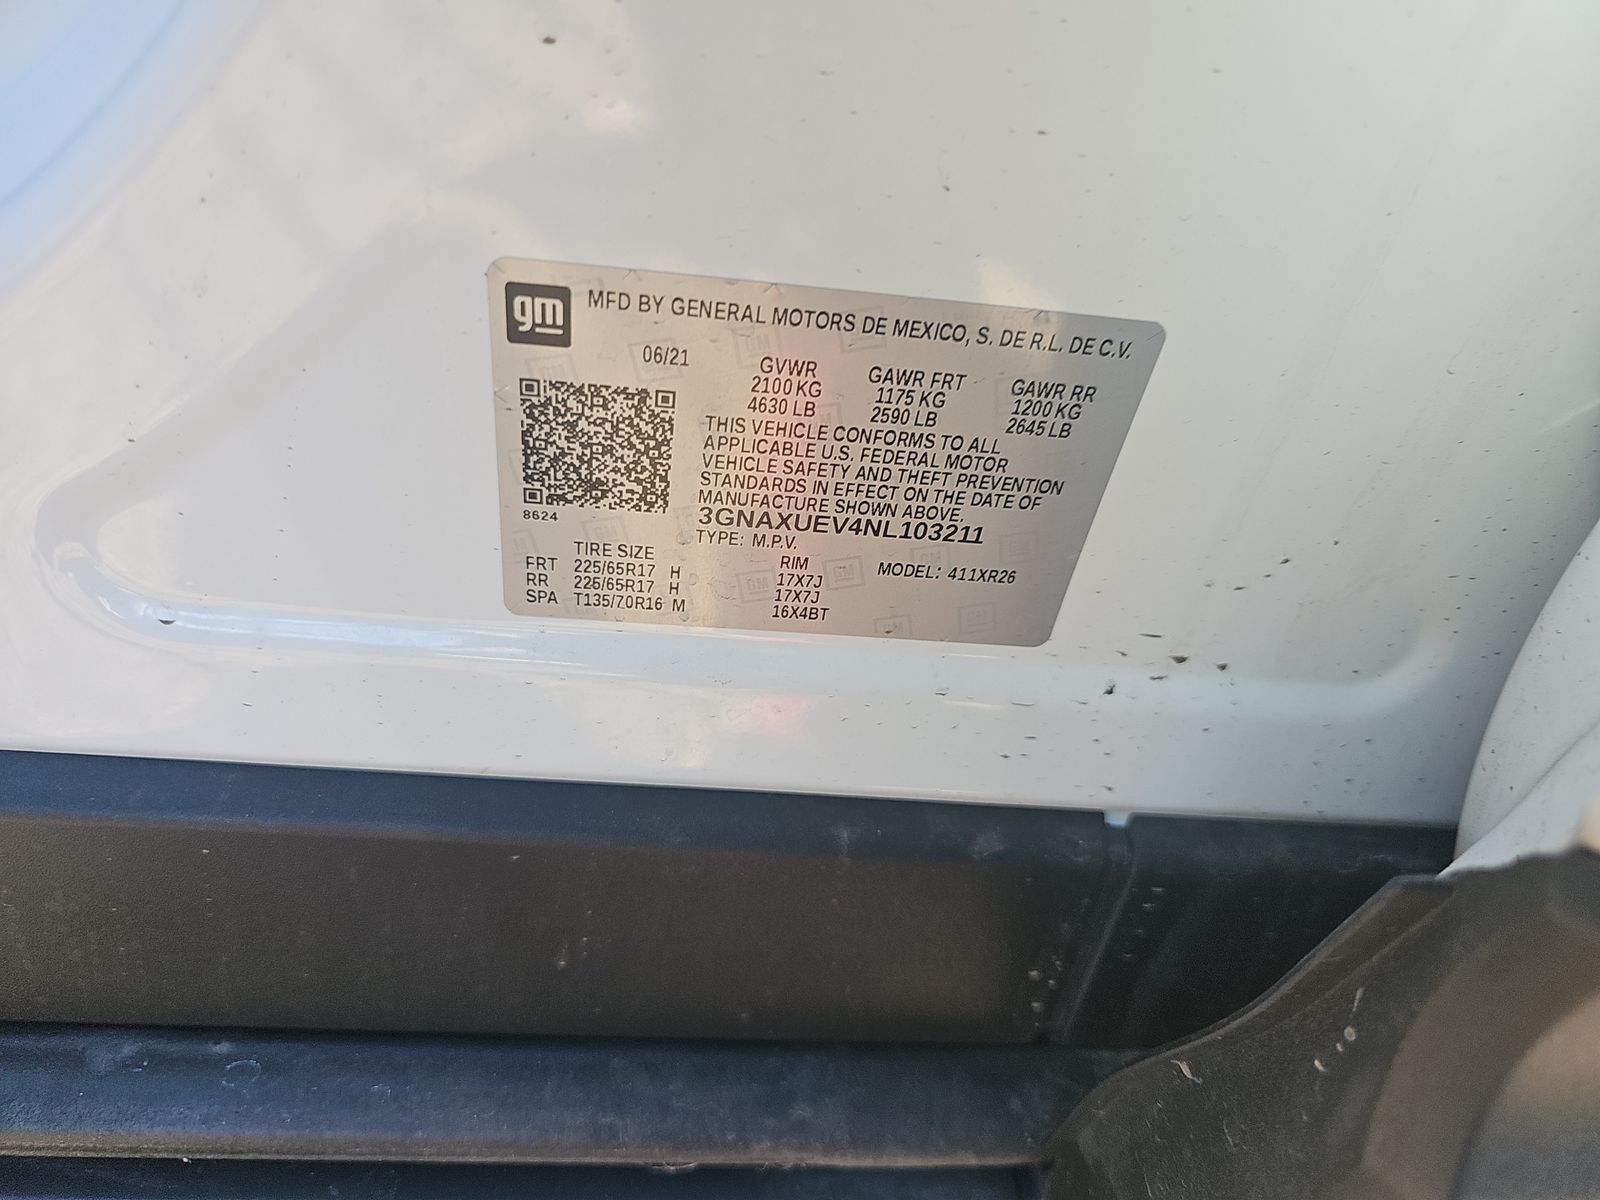 gm
MFD BY GENERAL MOTORS DE MEXICO, S. DE R.L. DE C.V.
06/21
GVWR GAWR FRT GAWR RR
2100 KG 1175 KG 1200 KG
4630 LB 2590 LB 2645 LB
THIS VEHICLE CONFORMS TO ALL
APPLICABLE U.S. FEDERAL MOTOR
VEHICLE SAFETY AND THEFT PREVENTION
STANDARDS IN EFFECT ON THE DATE OF
MANUFACTURE SHOWN ABOVE.
8624
3GNAXUEV4NL103211
TYPE: M.P.V.
TIRE SIZE RIM MODEL: 411XR26
FRT 225/65R17 H 17X7J
RR 225/65R17 H 17X7J
SPA T135/70R16 M 16X4BT